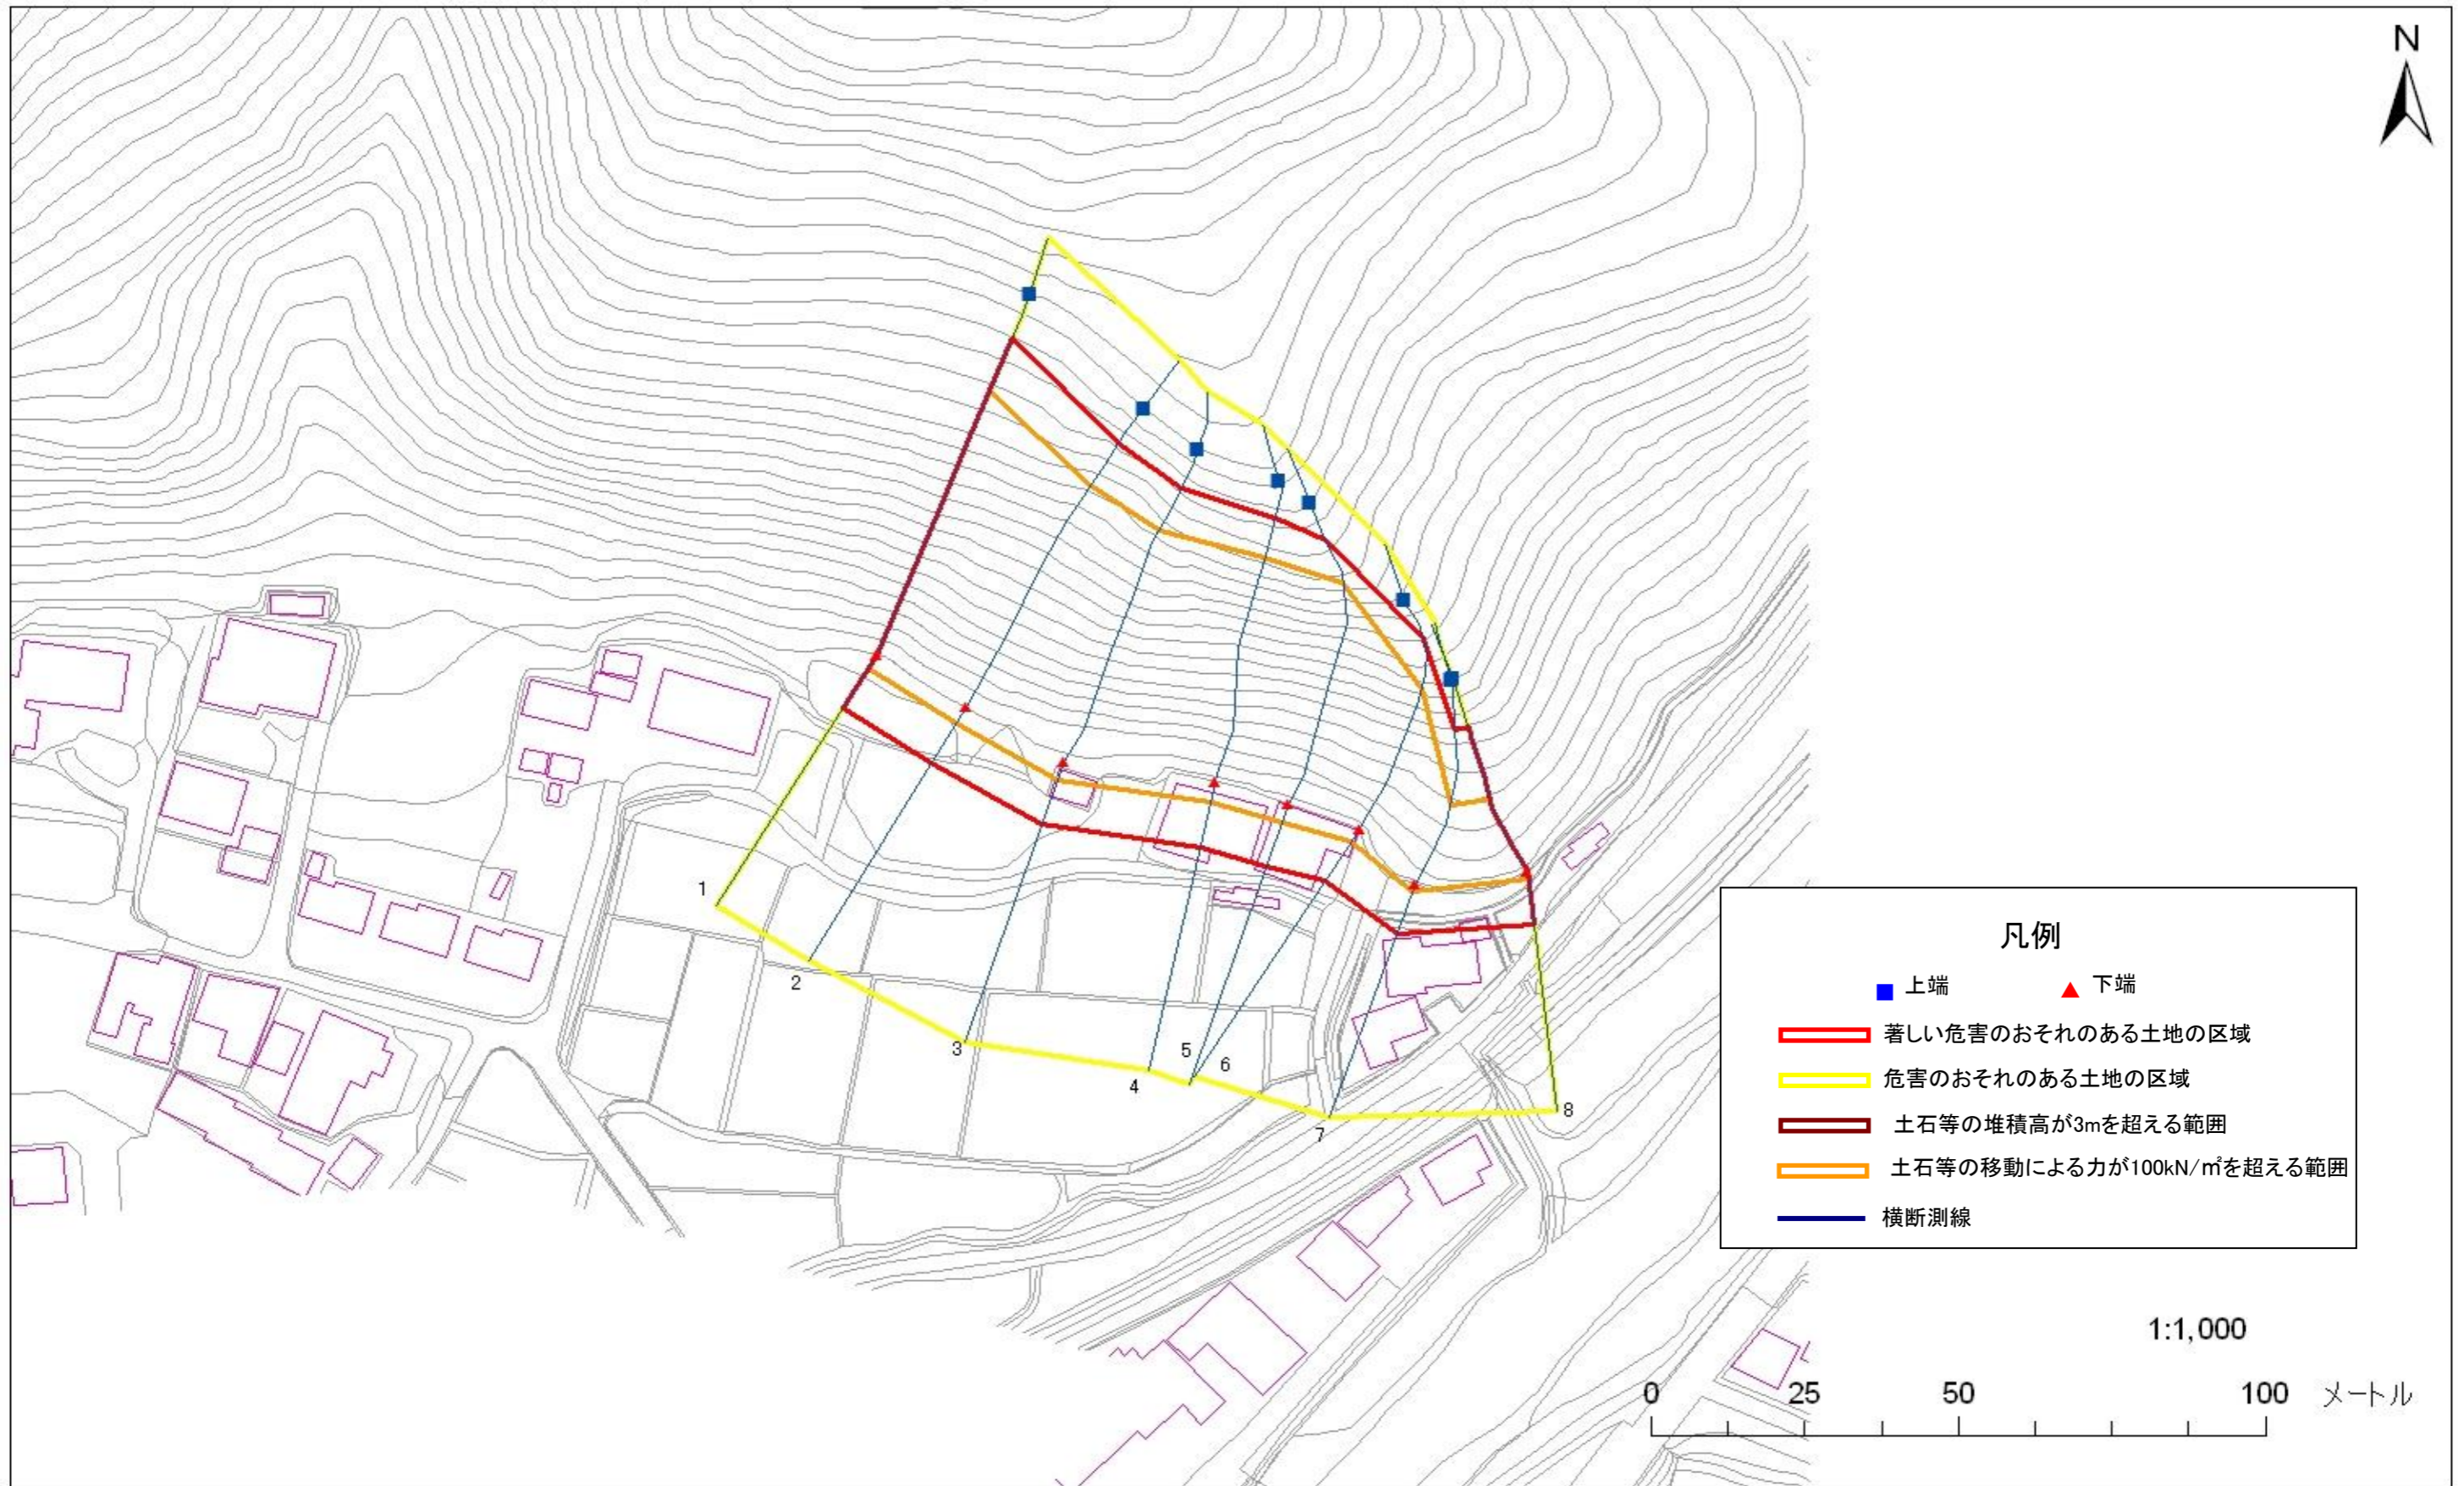 N
1
2
3
4
5
6
7
8
凡例
上端 下端
著しい危害のおそれのある土地の区域
危害のおそれのある土地の区域
土石等の堆積高が3mを超える範囲
土石等の移動による力が100kN/㎡を超える範囲
横断測線
1:1,000
0 25 50 100 メートル